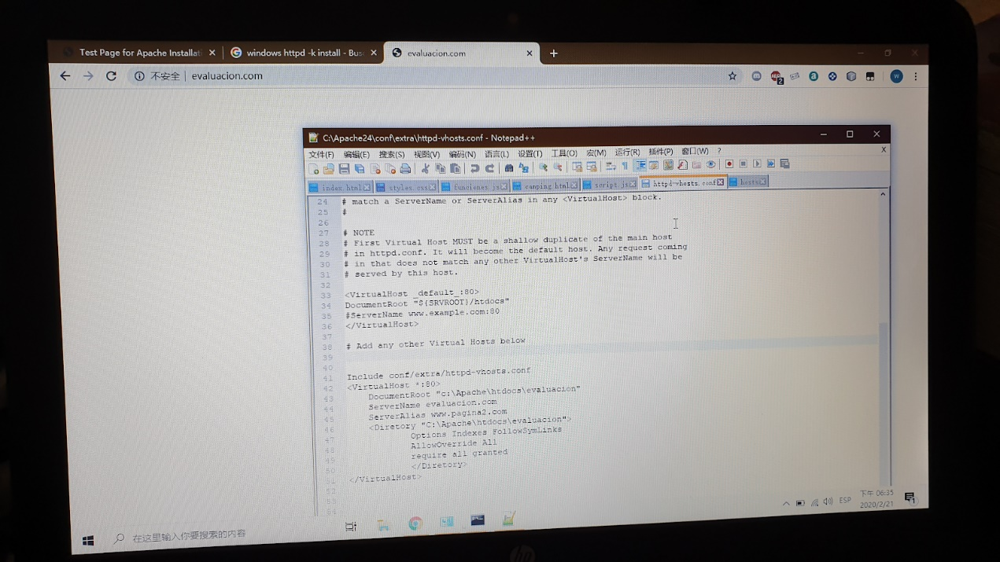 Test Page for Apache Installati
windows httpd -k install - Bus
evaluacion.com
不安全 | evaluacion.com
C:\Apache24\conf\extra\httpd-vhosts.conf - Notepad++
文件(F) 编辑(E) 搜索(S) 视图(V) 编码(N) 语言(L) 设置(T) 工具(O) 宏(M) 运行(R) 插件(P) 窗口(W) ?
index.html styles.css funciones.js camping.html script.js httpd-vhosts.conf hosts
24 # match a ServerName or ServerAlias in any <VirtualHost> block.
25 #
26
27 # NOTE
28 # First Virtual Host MUST be a shallow duplicate of the main host
29 # in httpd.conf. It will become the default host. Any request coming
30 # in that does not match any other VirtualHost's ServerName will be
31 # served by this host.
32
33 <VirtualHost _default_:80>
34 DocumentRoot "${SRVROOT}/htdocs"
35 #ServerName www.example.com:80
36 </VirtualHost>
37
38 # Add any other Virtual Hosts below
39
40
41 Include conf/extra/httpd-vhosts.conf
42 <VirtualHost *:80>
43 DocumentRoot "c:\Apache\htdocs\evaluacion"
44 ServerName evaluacion.com
45 ServerAlias www.pagina2.com
46 <Diretory "C:\Apache\htdocs\evaluacion">
47 Options Indexes FollowSymLinks
48 AllowOverride All
49 require all granted
50 </Diretory>
51 </VirtualHost>
52
53
54
ESP
下午 06:35
2020/2/21
在这里输入你要搜索的内容
hp